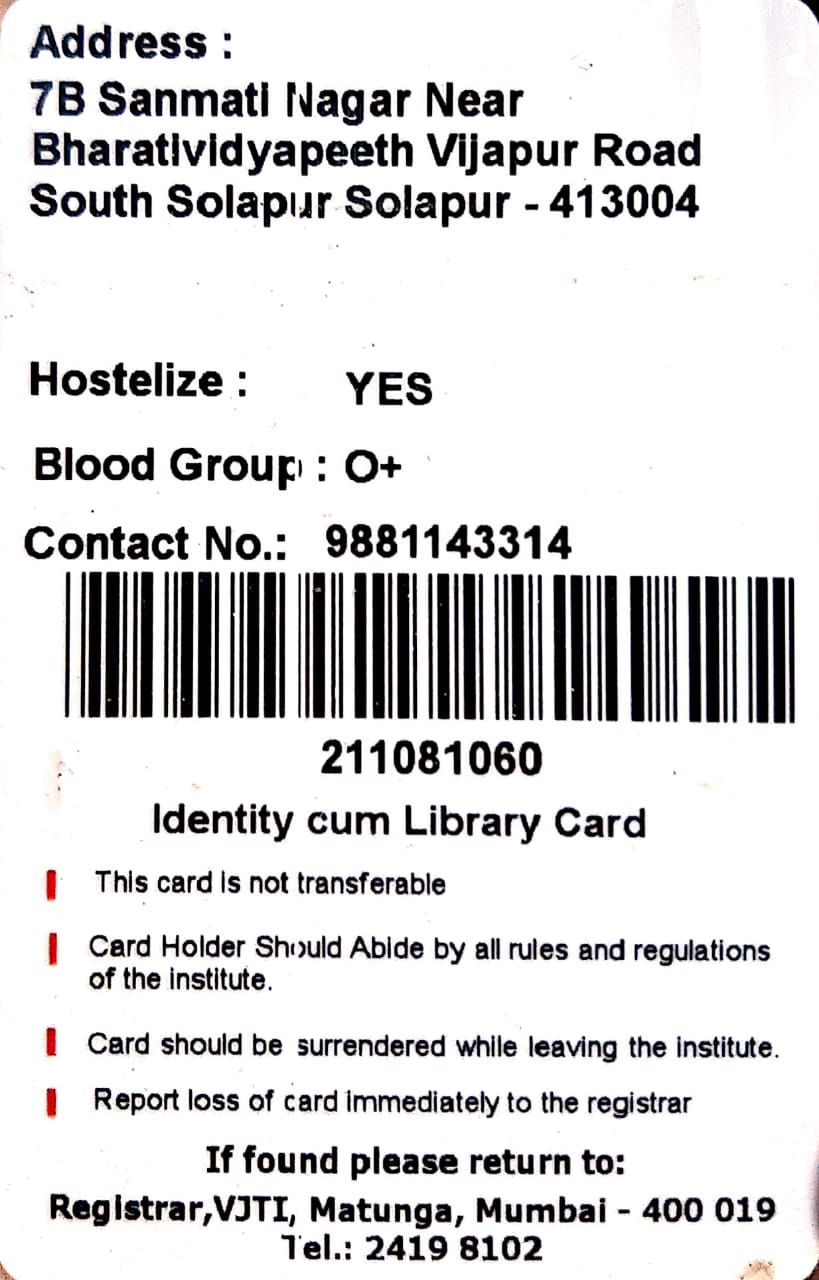 Address :
7B Sanmati Nagar Near
Bharatividyapeeth Vijapur Road
South Solapur Solapur - 413004
Hostelize : YES
Blood Group : O+
Contact No.: 9881143314
211081060
Identity cum Library Card
This card is not transferable
Card Holder Should Abide by all rules and regulations
of the institute.
Card should be surrendered while leaving the institute.
Report loss of card immediately to the registrar
If found please return to:
Registrar,VJTI, Matunga, Mumbai - 400 019
Tel.: 2419 8102